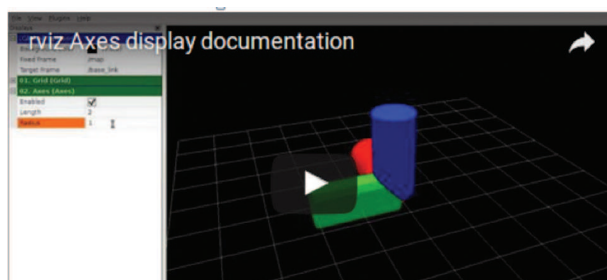 File View Plugins Help
rviz Axes display documentation
Fixed Frame /map
Target Frame /base_link
01. Grid (Grid)
02. Axes (Axes)
Enabled
Length 2
Radius 1